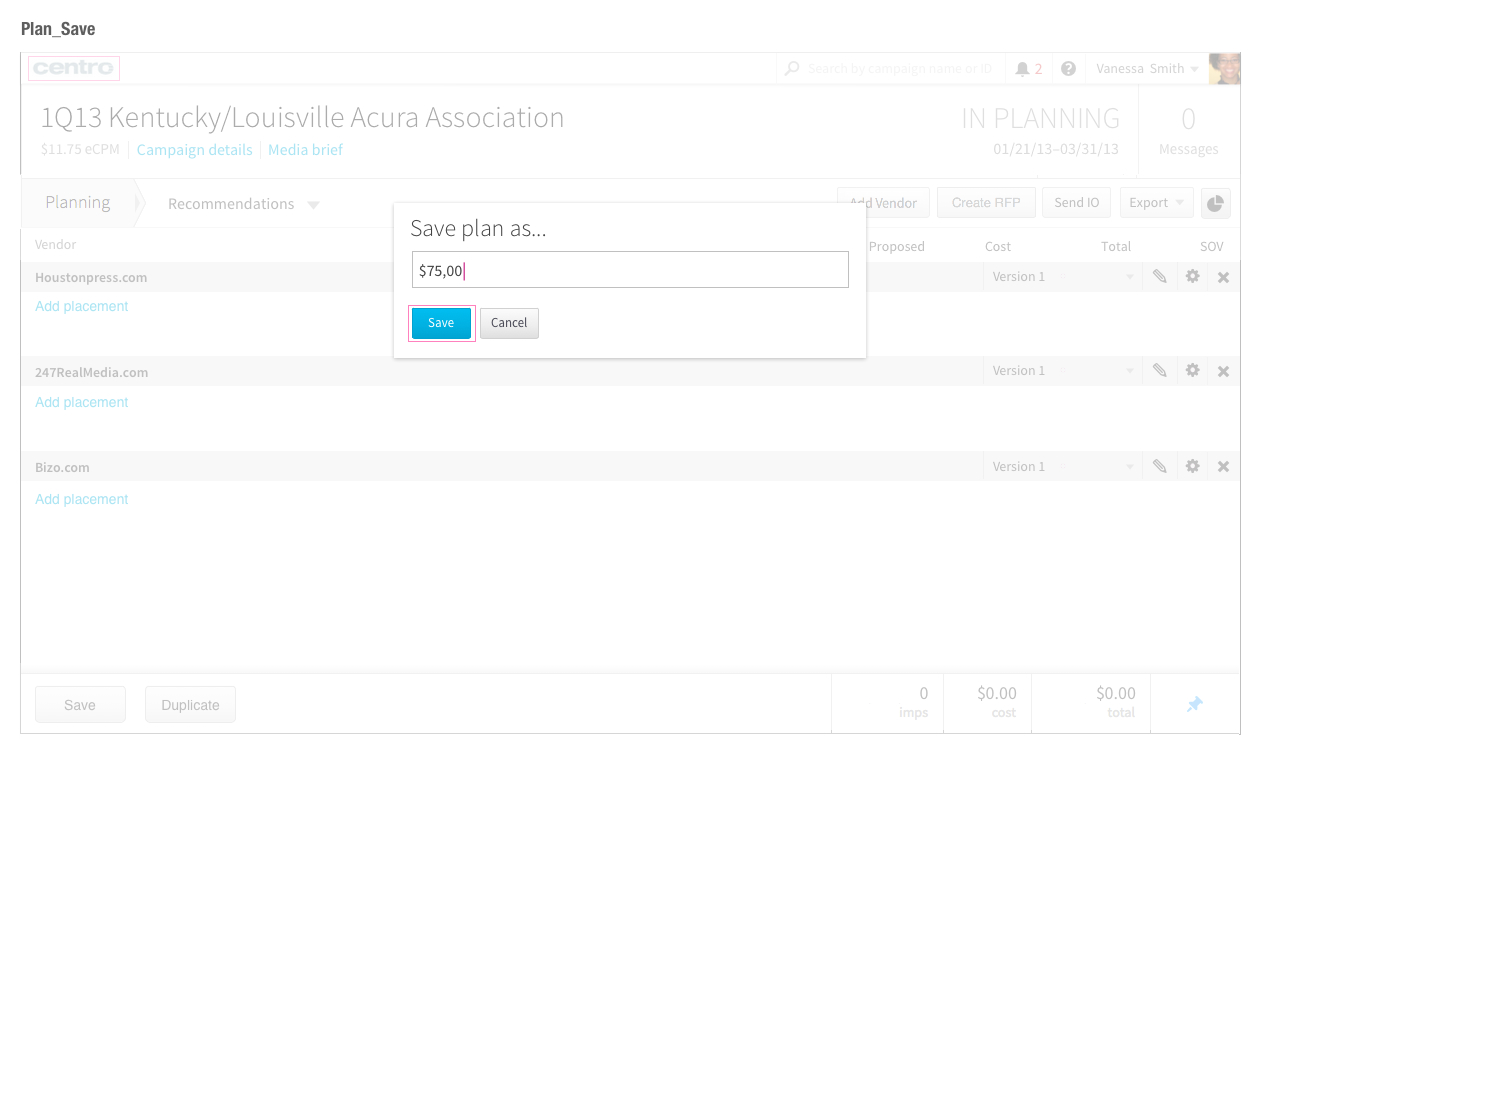 Plan_Save
centro
Search by campaign name or IO
2
?
Vanessa Smith
1Q13 Kentucky/Louisville Acura Association
IN PLANNING
0
$11.75 eCPM
Campaign details
Media brief
01/21/13–03/31/13
Messages
Planning
Recommendations
Add Vendor
Create RFP
Send IO
Export
Save plan as...
$75,00
Save
Cancel
Vendor
Proposed
Cost
Total
SOV
Houstonpress.com
Version 1
Add placement
247RealMedia.com
Version 1
Add placement
Bizo.com
Version 1
Add placement
Save
Duplicate
0
imps
$0.00
cost
$0.00
total